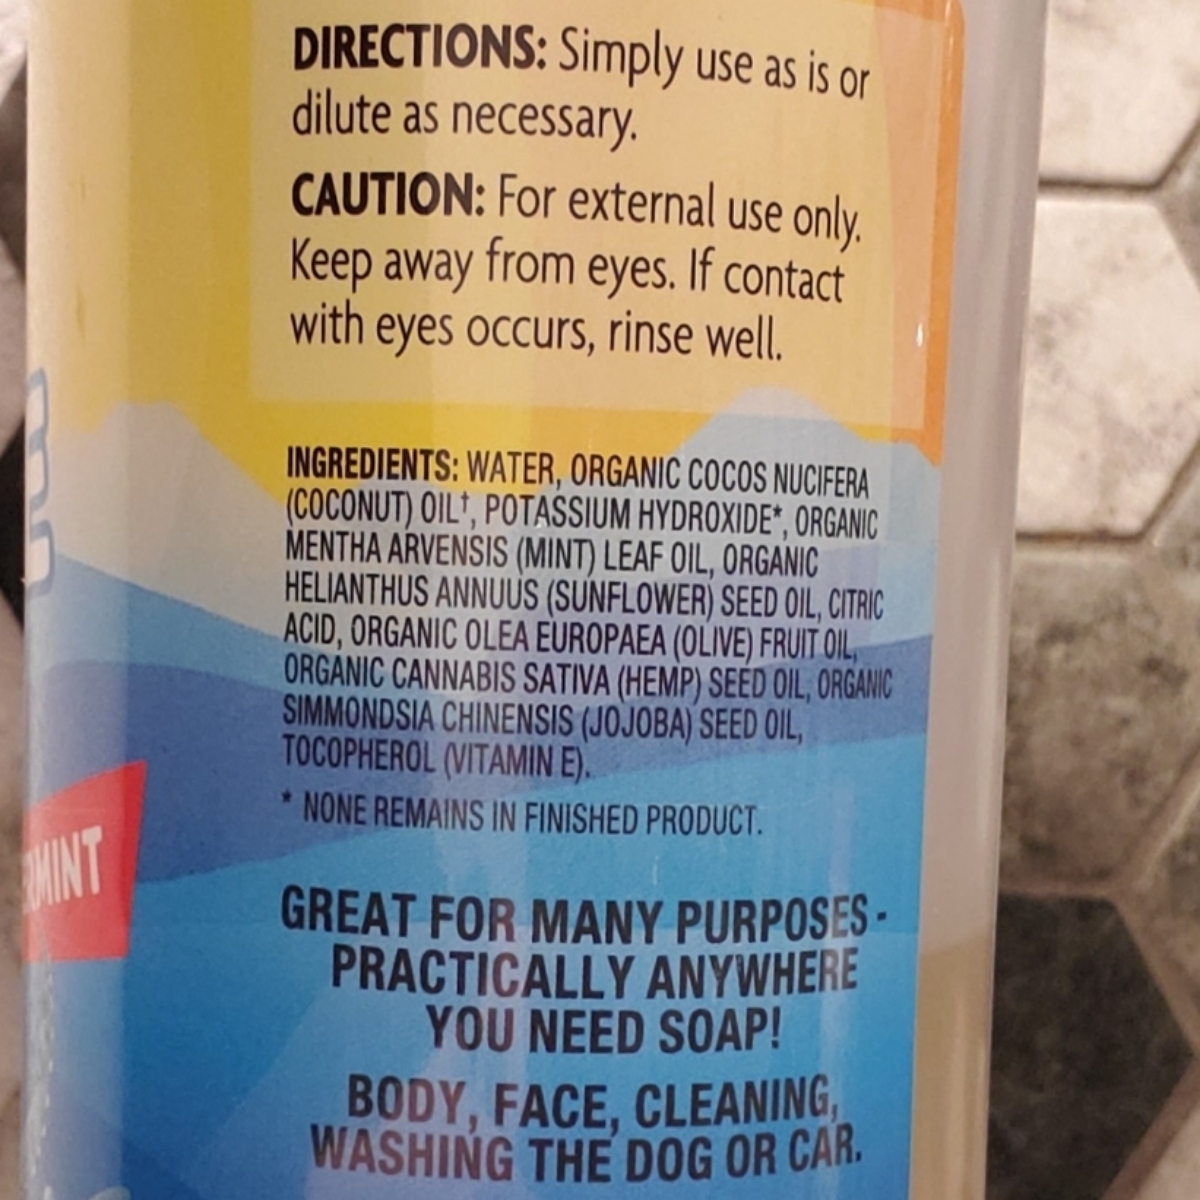 DIRECTIONS: Simply use as is or
dilute as necessary.
CAUTION: For external use only.
Keep away from eyes. If contact
with eyes occurs, rinse well.
INGREDIENTS: WATER, ORGANIC COCOS NUCIFERA
(COCONUT) OIL†, POTASSIUM HYDROXIDE*, ORGANIC
MENTHA ARVENSIS (MINT) LEAF OIL, ORGANIC
HELIANTHUS ANNUUS (SUNFLOWER) SEED OIL, CITRIC
ACID, ORGANIC OLEA EUROPAEA (OLIVE) FRUIT OIL,
ORGANIC CANNABIS SATIVA (HEMP) SEED OIL, ORGANIC
SIMMONDSIA CHINENSIS (JOJOBA) SEED OIL,
TOCOPHEROL (VITAMIN E).
* NONE REMAINS IN FINISHED PRODUCT.
GREAT FOR MANY PURPOSES -
PRACTICALLY ANYWHERE
YOU NEED SOAP!
BODY, FACE, CLEANING,
WASHING THE DOG OR CAR.